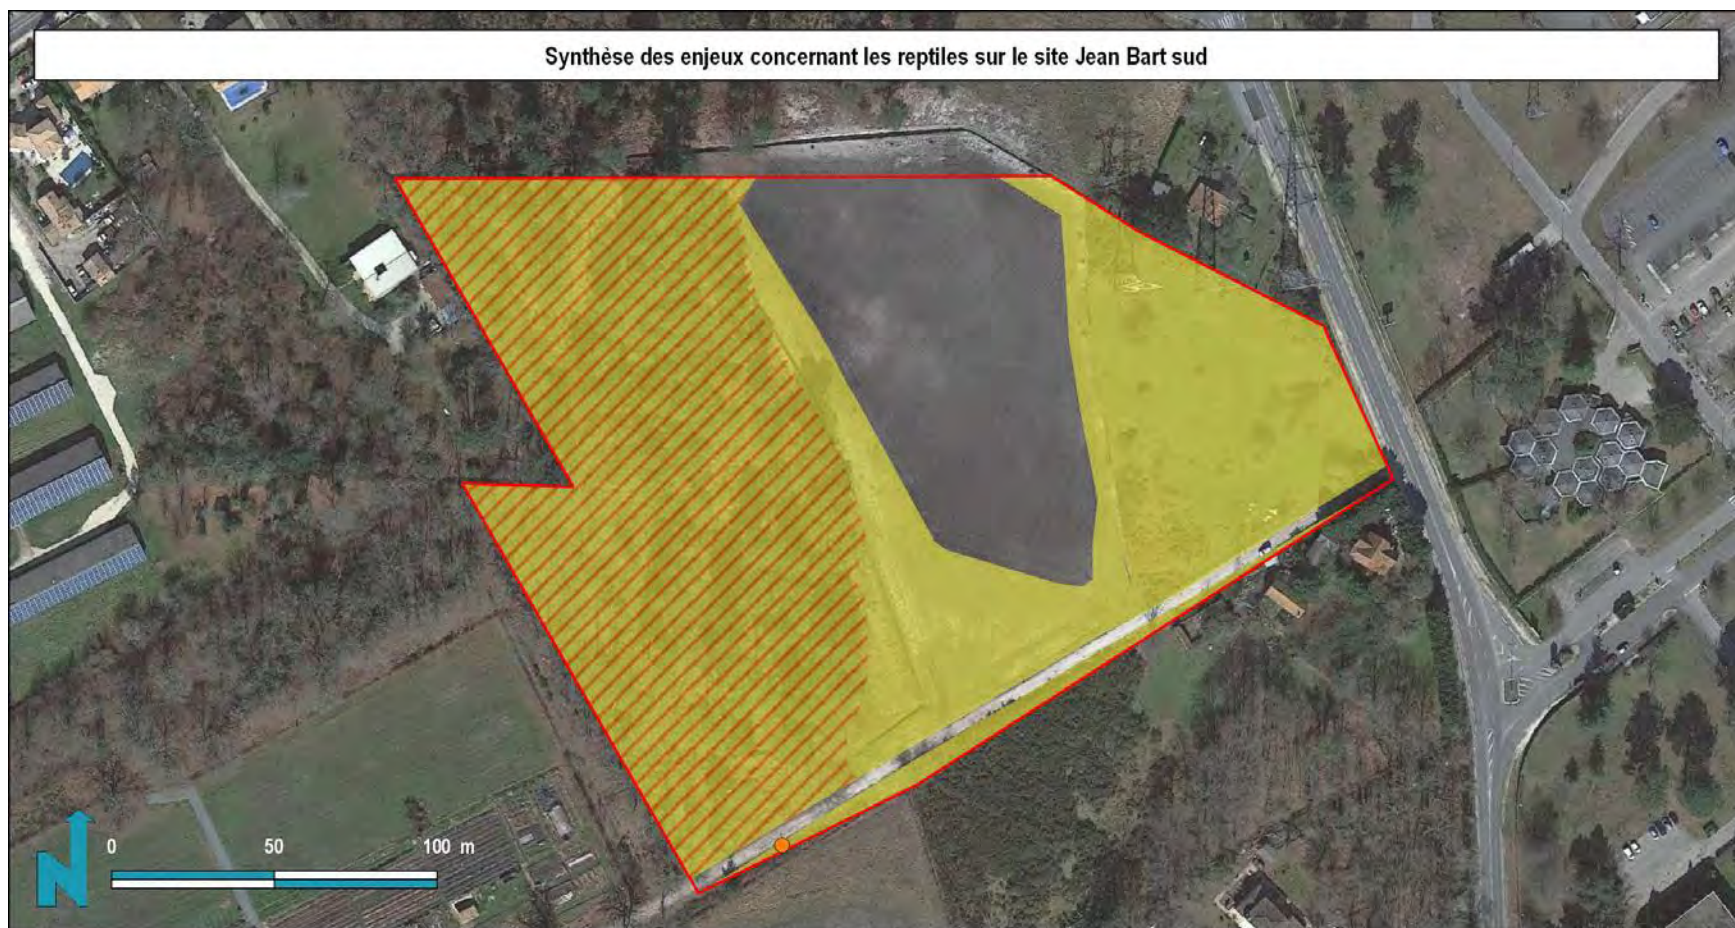 Synthèse des enjeux concernant les reptiles sur le site Jean Bart sud
N
0 50 100 m